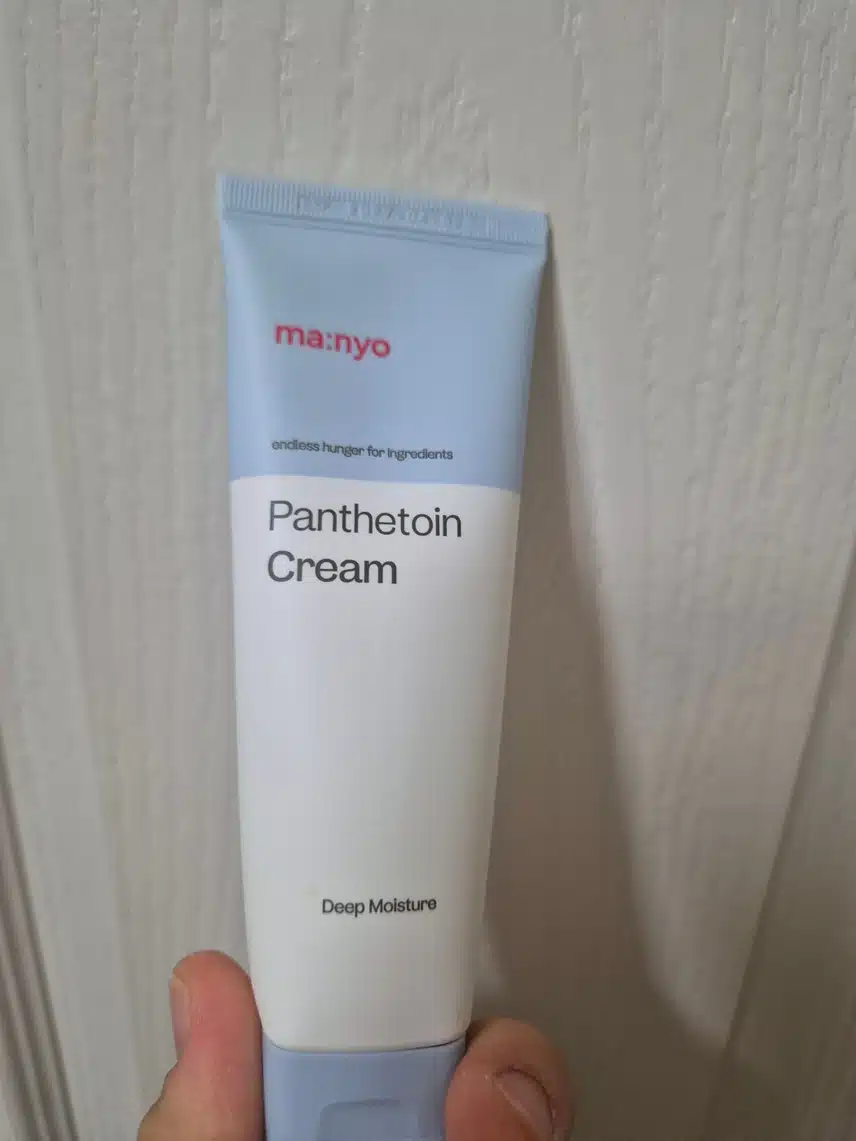 ma:nyo
endless hunger for ingredients
Panthetoin
Cream
Deep Moisture